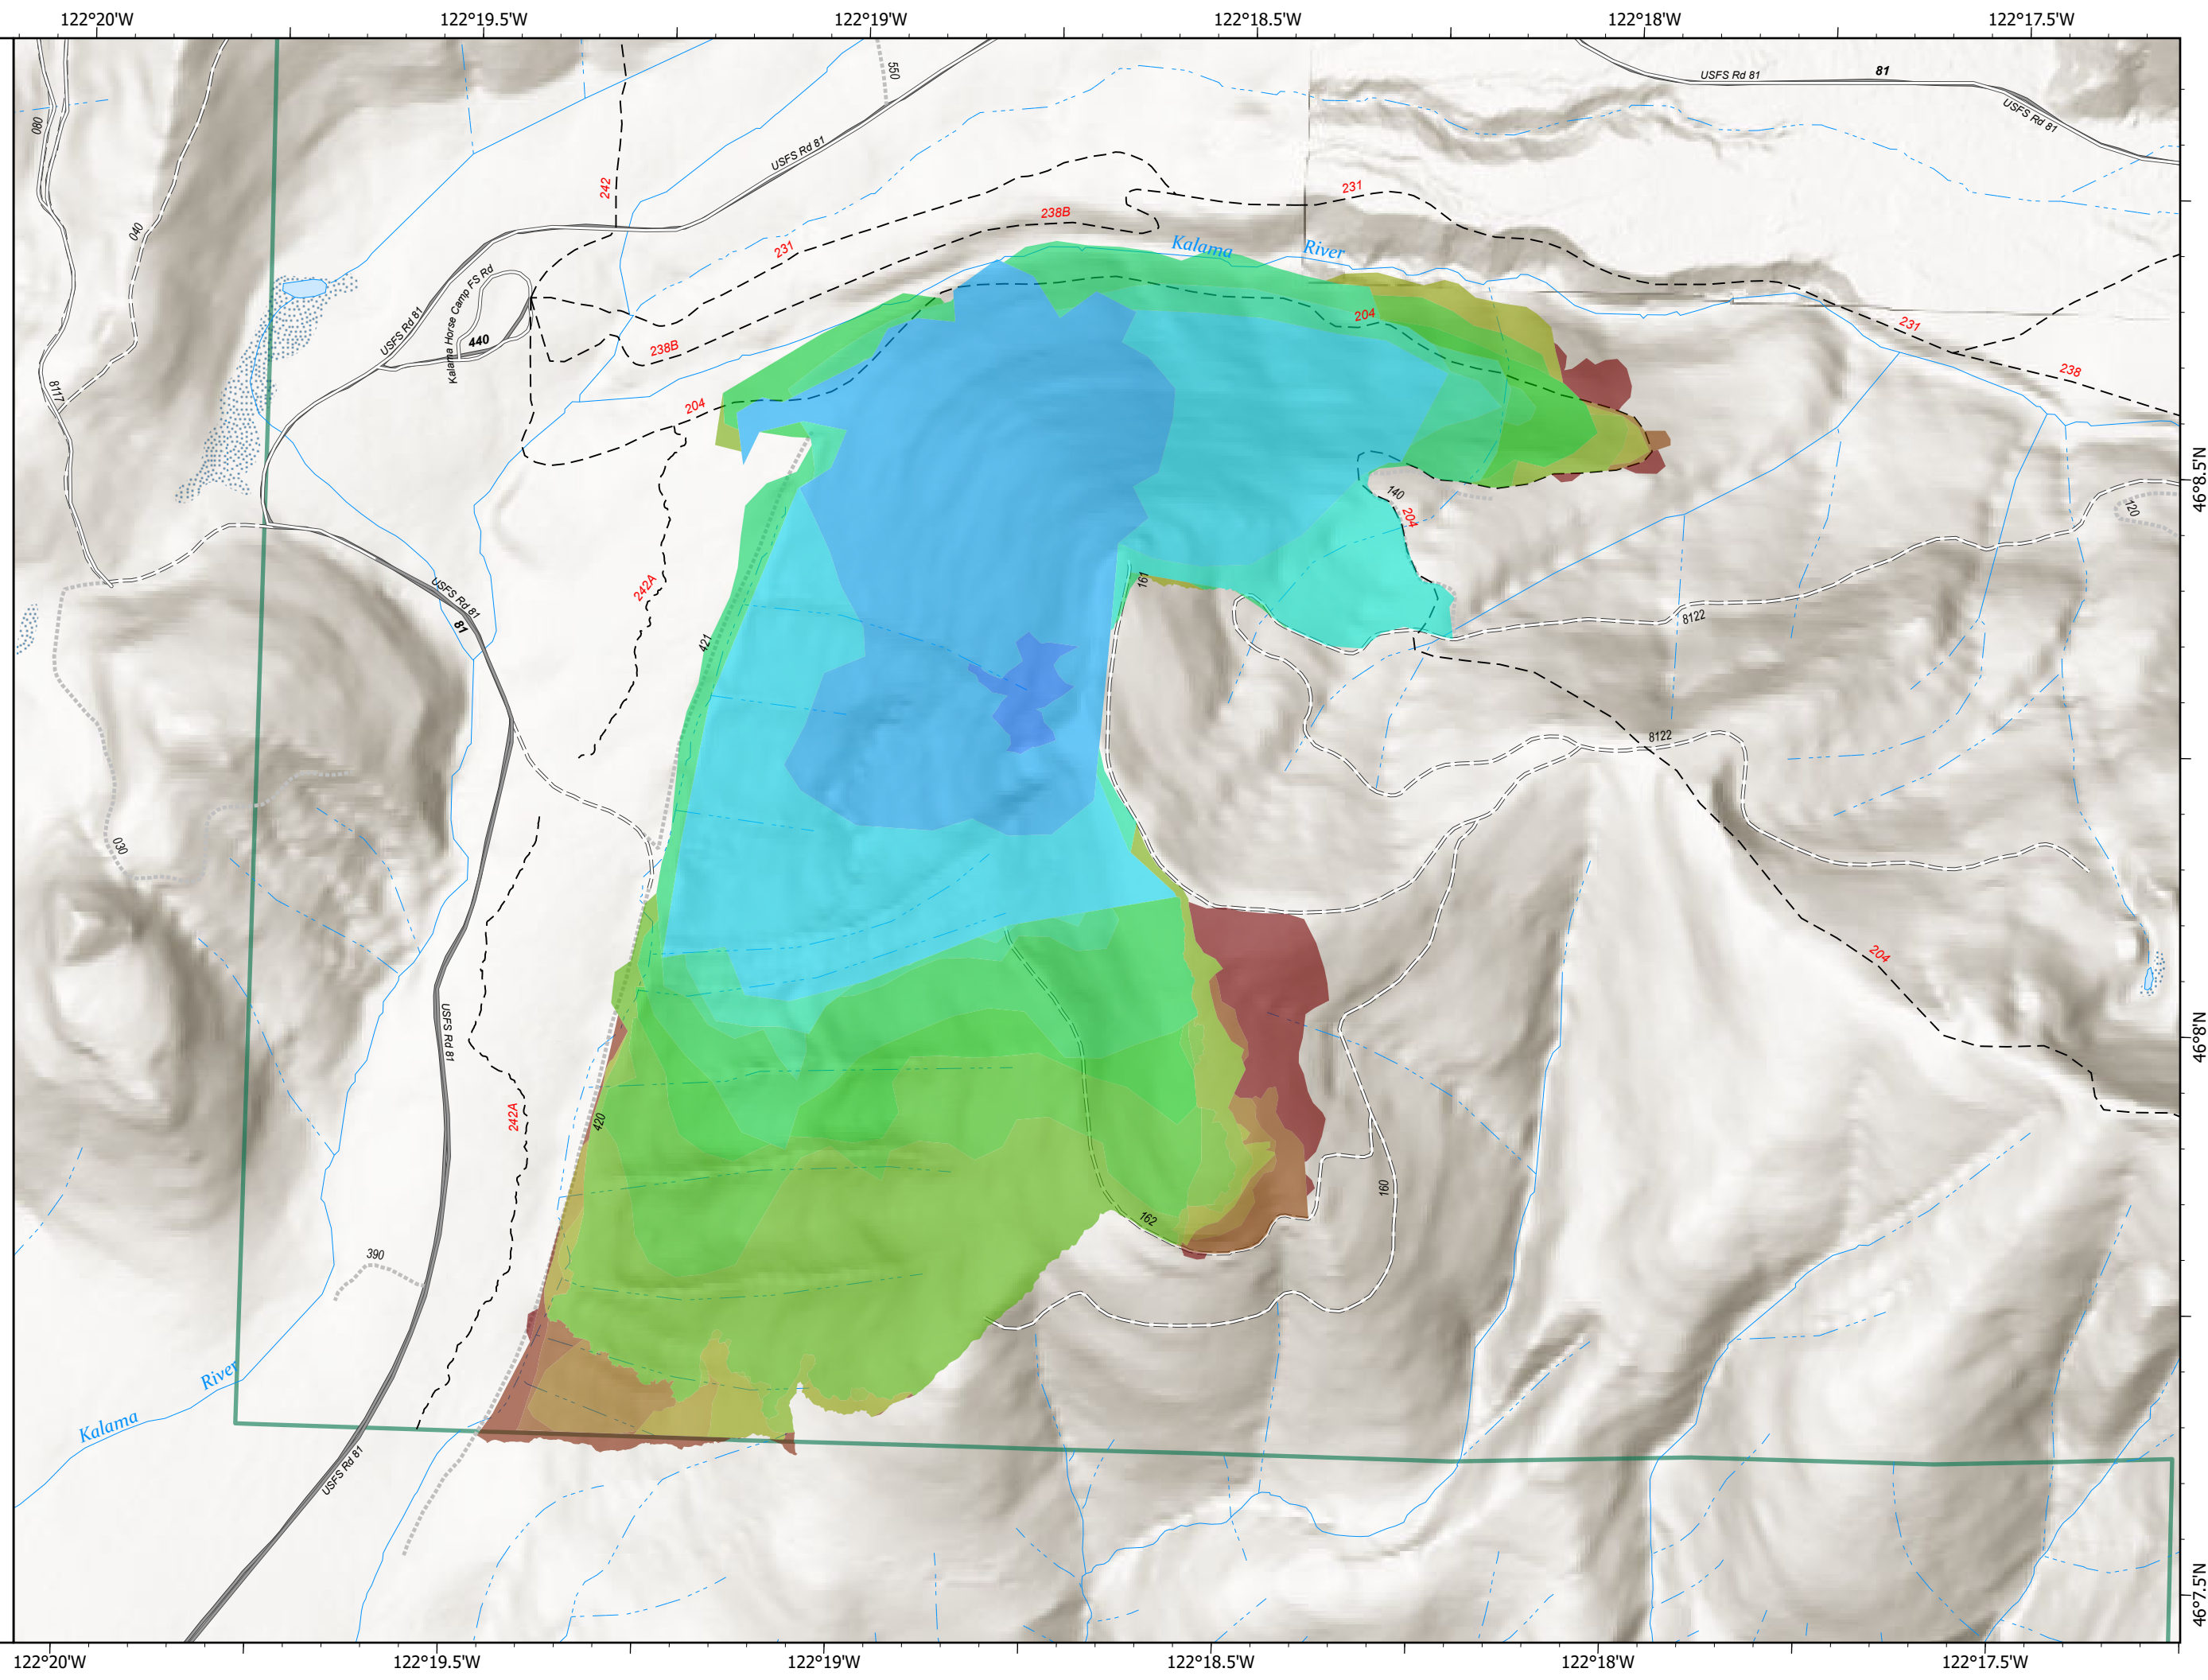 122°20'W
122°19.5'W
122°19'W
122°18.5'W
122°18'W
122°17.5'W
550
USFS Rd 81
81
USFS Rd 81
080
USFS Rd 81
242
231
040
238B
231
Kalama
River
Kalama Horse Camp FS Rd
USFS Rd 81
440
238B
204
231
238
8117
204
46°8.5'N
140
204
120
161
242A
USFS Rd 81
81
421
8122
8122
030
204
USFS Rd 81
46°8'N
242A
420
160
162
390
River
Kalama
USFS Rd 81
46°7.5'N
122°20'W
122°19.5'W
122°19'W
122°18.5'W
122°18'W
122°17.5'W